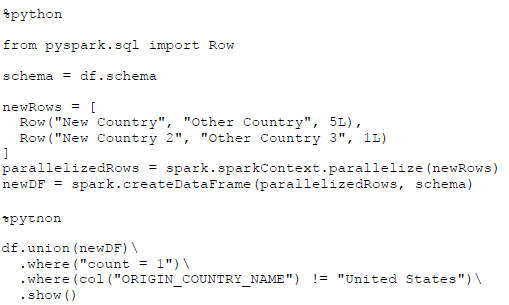 %python
from pyspark.sql import Row
schema = df.schema
newRows = [
  Row("New Country", "Other Country", 5L),
  Row("New Country 2", "Other Country 3", 1L)
]
parallelizedRows = spark.sparkContext.parallelize(newRows)
newDF = spark.createDataFrame(parallelizedRows, schema)
%python
df.union(newDF)\
  .where("count = 1")\
  .where(col("ORIGIN_COUNTRY_NAME") != "United States")\
  .show()